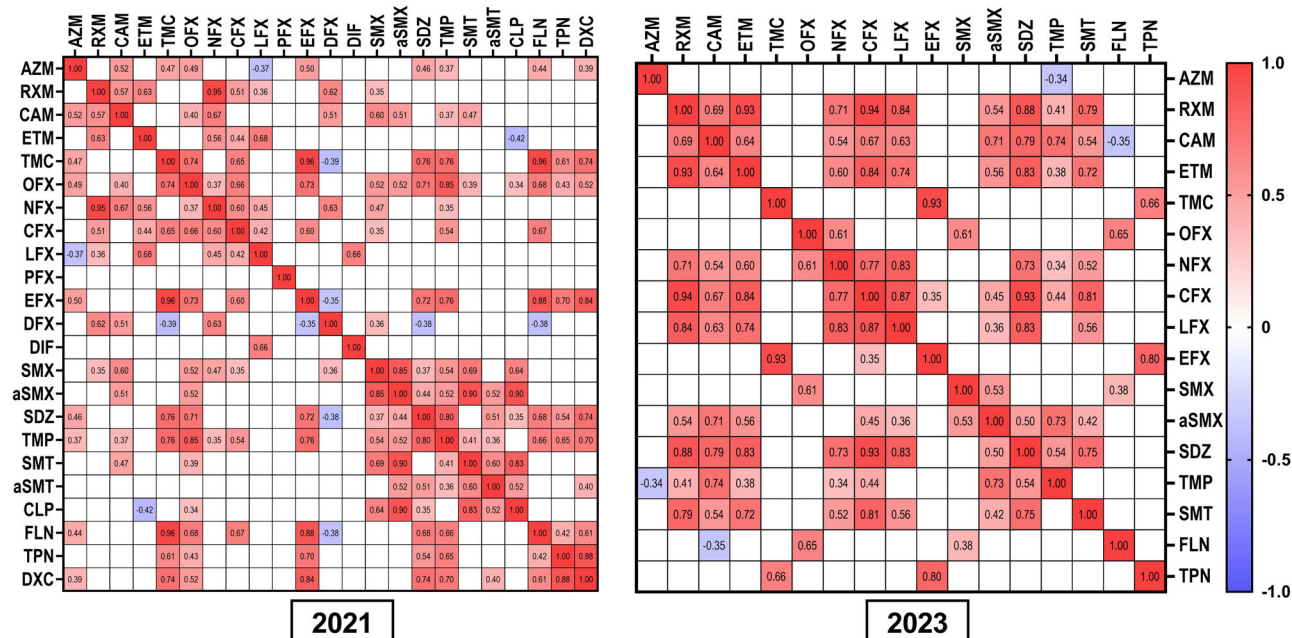 AZM RXM CAM ETM TMC OFX NFX CFX LFX PFX EFX DFX DIF SMX aSMX SDZ TMP SMT aSMT CLP FLN TPN DXC
AZM 1.00 0.52 0.47 0.49 -0.37 0.50 0.46 0.37 0.44 0.39
RXM 1.00 0.57 0.63 0.95 0.51 0.36 0.62 0.35
CAM 0.52 0.57 1.00 0.40 0.67 0.51 0.60 0.51 0.37 0.47
ETM 0.63 1.00 0.56 0.44 0.68 -0.42
TMC 0.47 1.00 0.74 0.65 0.96 -0.39 0.76 0.76 0.96 0.61 0.74
OFX 0.49 0.40 0.74 1.00 0.37 0.66 0.73 0.52 0.52 0.71 0.85 0.39 0.34 0.68 0.43 0.52
NFX 0.95 0.67 0.56 0.37 1.00 0.60 0.45 0.63 0.47 0.35
CFX 0.51 0.44 0.65 0.66 0.60 1.00 0.42 0.60 0.35 0.54 0.67
LFX -0.37 0.36 0.68 0.45 0.42 1.00 0.66
PFX 1.00
EFX 0.50 0.96 0.73 0.60 1.00 -0.35 0.72 0.76 0.88 0.70 0.84
DFX 0.62 0.51 -0.39 0.63 -0.35 1.00 0.36 -0.38 -0.38
DIF 0.66 1.00
SMX 0.35 0.60 0.52 0.47 0.35 0.36 1.00 0.85 0.37 0.54 0.69 0.64
aSMX 0.51 0.52 0.85 1.00 0.44 0.52 0.90 0.52 0.90
SDZ 0.46 0.76 0.71 0.72 -0.38 0.37 0.44 1.00 0.80 0.51 0.35 0.68 0.54 0.74
TMP 0.37 0.37 0.76 0.85 0.35 0.54 0.76 0.54 0.52 0.80 1.00 0.41 0.36 0.66 0.65 0.70
SMT 0.47 0.39 0.69 0.90 0.41 1.00 0.60 0.83
aSMT 0.52 0.51 0.36 0.60 1.00 0.52 0.40
CLP -0.42 0.34 0.64 0.90 0.35 0.83 0.52 1.00
FLN 0.44 0.96 0.68 0.67 0.88 -0.38 0.68 0.66 1.00 0.42 0.61
TPN 0.61 0.43 0.70 0.54 0.65 0.42 1.00 0.88
DXC 0.39 0.74 0.52 0.84 0.74 0.70 0.40 0.61 0.88 1.00
2021
AZM RXM CAM ETM TMC OFX NFX CFX LFX EFX SMX aSMX SDZ TMP SMT FLN TPN
1.00 -0.34 AZM
1.00 0.69 0.93 0.71 0.94 0.84 0.54 0.88 0.41 0.79 RXM
0.69 1.00 0.64 0.54 0.67 0.63 0.71 0.79 0.74 0.54 -0.35 CAM
0.93 0.64 1.00 0.60 0.84 0.74 0.56 0.83 0.38 0.72 ETM
1.00 0.93 0.66 TMC
1.00 0.61 0.61 0.65 OFX
0.71 0.54 0.60 0.61 1.00 0.77 0.83 0.73 0.34 0.52 NFX
0.94 0.67 0.84 0.77 1.00 0.87 0.35 0.45 0.93 0.44 0.81 CFX
0.84 0.63 0.74 0.83 0.87 1.00 0.36 0.83 0.56 LFX
0.93 0.35 1.00 0.80 EFX
0.61 1.00 0.53 0.38 SMX
0.54 0.71 0.56 0.45 0.36 0.53 1.00 0.50 0.73 0.42 aSMX
0.88 0.79 0.83 0.73 0.93 0.83 0.50 1.00 0.54 0.75 SDZ
-0.34 0.41 0.74 0.38 0.34 0.44 0.73 0.54 1.00 TMP
0.79 0.54 0.72 0.52 0.81 0.56 0.42 0.75 1.00 SMT
-0.35 0.65 0.38 1.00 FLN
0.66 0.80 1.00 TPN
2023
1.0
0.5
0
-0.5
-1.0